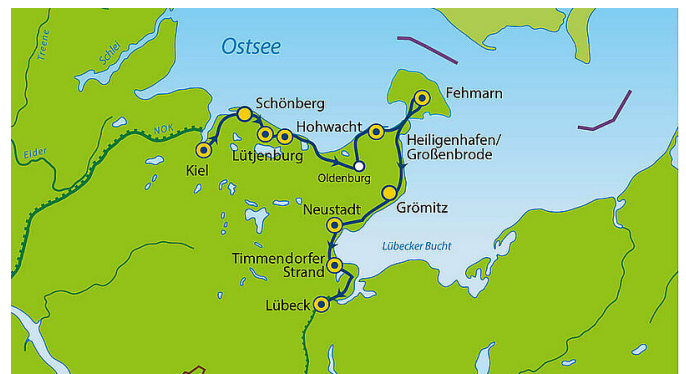 Ostsee
Treene
Schlei
Fehmarn
Schönberg
Hohwacht
NOK
Heiligenhafen/
Großenbrode
Eider
Lütjenburg
Kiel
Oldenburg
Neustadt
Grömitz
Lübecker Bucht
Timmendorfer
Strand
Lübeck